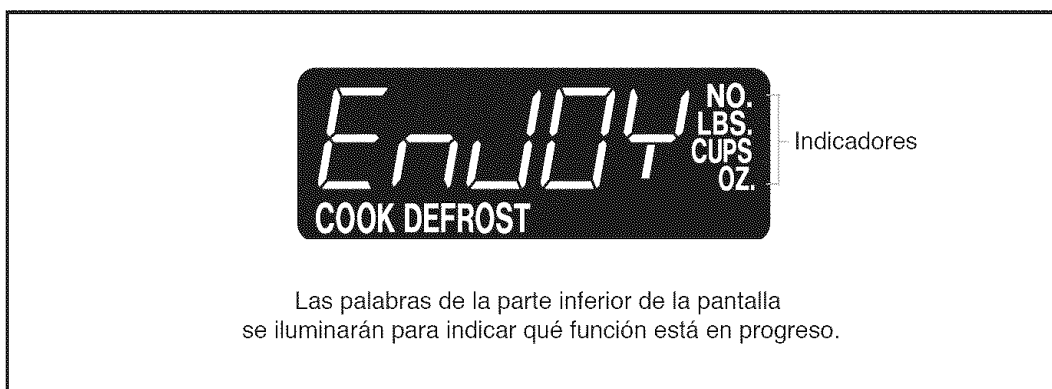 EnJOY
NO.
LBS.
CUPS
OZ.
Indicadores
COOK DEFROST
Las palabras de la parte inferior de la pantalla
se iluminarán para indicar qué función está en progreso.